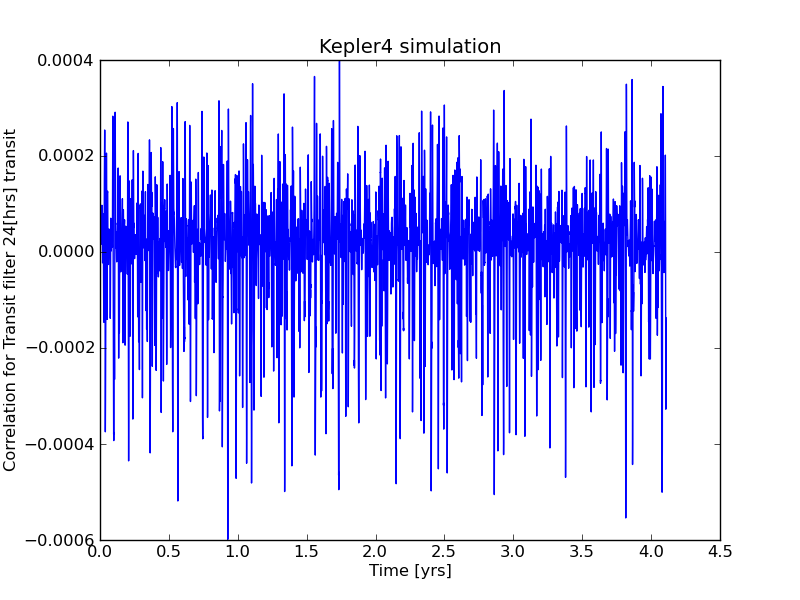 Kepler4 simulation
Correlation for Transit filter 24[hrs] transit
0.0004
0.0002
0.0000
−0.0002
−0.0004
−0.0006
0.0 0.5 1.0 1.5 2.0 2.5 3.0 3.5 4.0 4.5
Time [yrs]